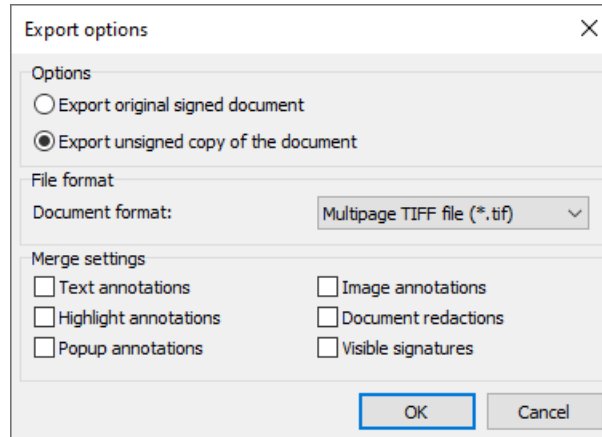 Export options
Options
Export original signed document
Export unsigned copy of the document
File format
Document format: Multipage TIFF file (*.tif)
Merge settings
Text annotations Image annotations
Highlight annotations Document redactions
Popup annotations Visible signatures
OK Cancel